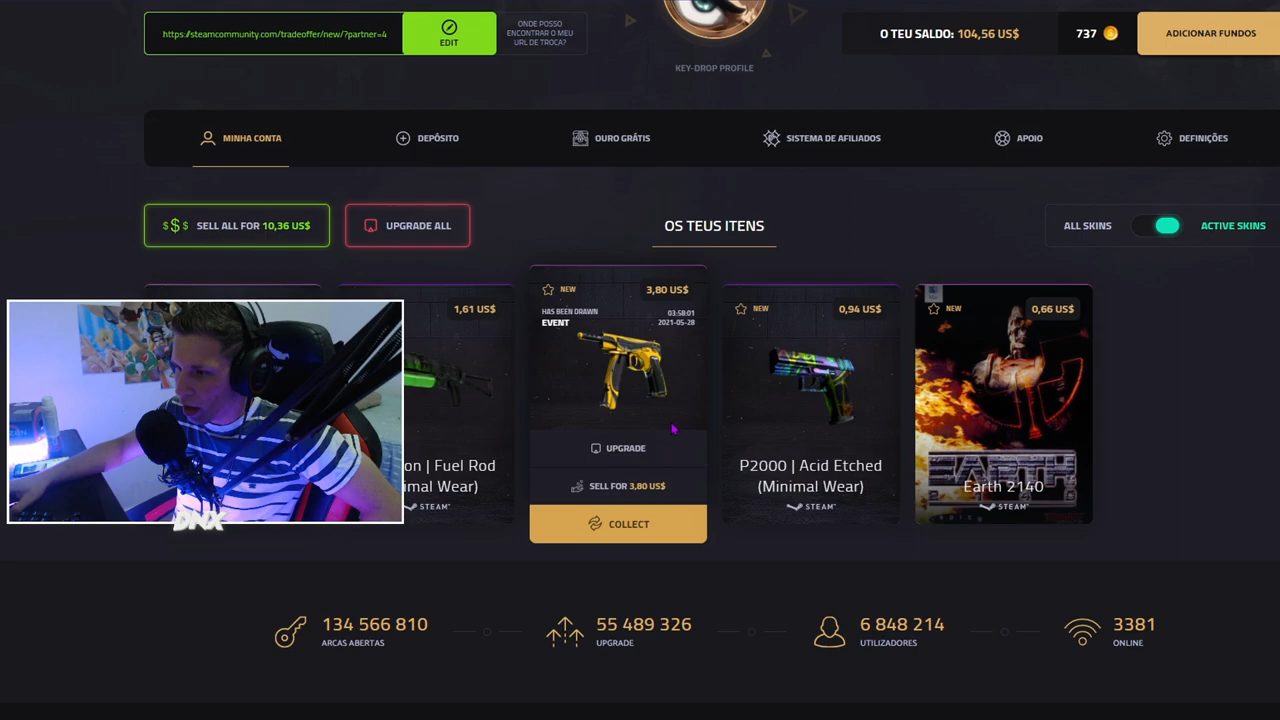 https://steamcommunity.com/tradeoffer/new/?partner=4
EDIT
ONDE POSSO
ENCONTRAR O MEU
URL DE TROCA?
KEY-DROP PROFILE
O TEU SALDO: 104,56 US$
737
ADICIONAR FUNDOS
MINHA CONTA
DEPÓSITO
OURO GRÁTIS
SISTEMA DE AFILIADOS
APOIO
DEFINIÇÕES
$$$ SELL ALL FOR 10,36 US$
UPGRADE ALL
OS TEUS ITENS
ALL SKINS
ACTIVE SKINS
1,61 US$
on | Fuel Rod
imal Wear)
STEAM
NEW
3,80 US$
HAS BEEN DRAWN
EVENT
03:58:01
2021-05-28
UPGRADE
SELL FOR 3,80 US$
COLLECT
NEW
0,94 US$
P2000 | Acid Etched
(Minimal Wear)
STEAM
NEW
0,66 US$
EARTH
Earth 2140
STEAM
DNX
134 566 810
ARCAS ABERTAS
55 489 326
UPGRADE
6 848 214
UTILIZADORES
3381
ONLINE